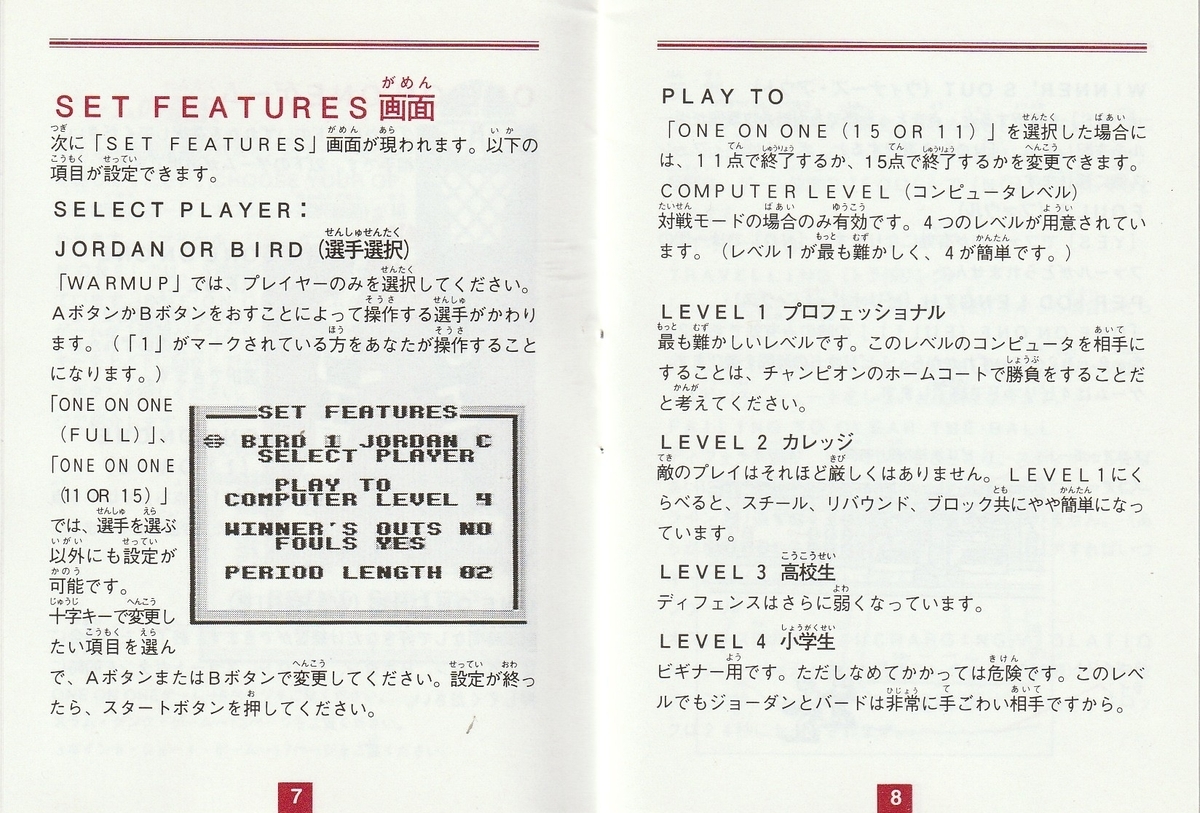 SET FEATURES 画面
次に「SET FEATURES」画面が現われます。以下の
項目が設定できます。
SELECT PLAYER：
JORDAN OR BIRD（選手選択）
「WARMUP」では、プレイヤーのみを選択してください。
AボタンかBボタンをおすことによって操作する選手がかわり
ます。（「1」がマークされている方をあなたが操作すること
になります。）
「ONE ON ONE
（FULL）」、
「ONE ON ONE
（11 OR 15）」
では、選手を選ぶ
以外にも設定が
可能です。
十字キーで変更し
たい項目を選ん
で、AボタンまたはBボタンで変更してください。設定が終っ
たら、スタートボタンを押してください。
SET FEATURES
BIRD 1 JORDAN C
SELECT PLAYER
PLAY TO
COMPUTER LEVEL 4
WINNER'S OUTS NO
FOULS YES
PERIOD LENGTH 02
7
PLAY TO
「ONE ON ONE（15 OR 11）」を選択した場合に
は、11点で終了するか、15点で終了するかを変更できます。
COMPUTER LEVEL（コンピュータレベル）
対戦モードの場合のみ有効です。4つのレベルが用意されてい
ます。（レベル1が最も難かしく、4が簡単です。）
LEVEL 1 プロフェッショナル
最も難かしいレベルです。このレベルのコンピュータを相手に
することは、チャンピオンのホームコートで勝負をすることだ
と考えてください。
LEVEL 2 カレッジ
敵のプレイはそれほど厳しくはありません。LEVEL1にく
らべると、スチール、リバウンド、ブロック共にやや簡単になっ
ています。
LEVEL 3 高校生
ディフェンスはさらに弱くなっています。
LEVEL 4 小学生
ビギナー用です。ただしなめてかかっては危険です。このレベ
ルでもジョーダンとバードは非常に手ごわい相手ですから。
8